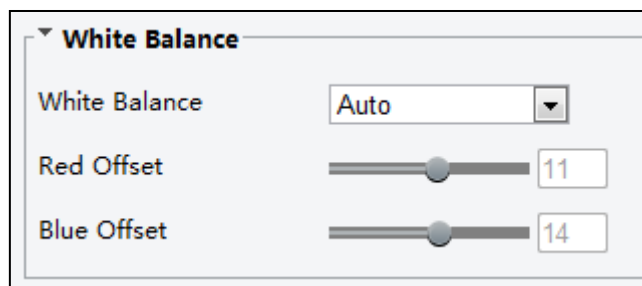 White Balance
White Balance Auto
Red Offset 11
Blue Offset 14